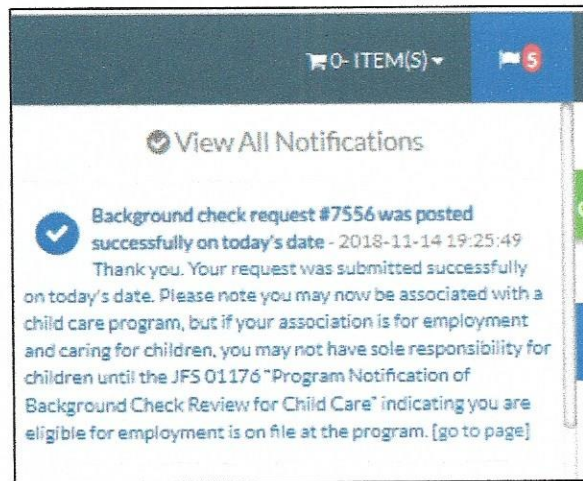 0- ITEM(S)
5
View All Notifications
Background check request #7556 was posted
successfully on today's date - 2018-11-14 19:25:49
Thank you. Your request was submitted successfully
on today's date. Please note you may now be associated with a
child care program, but if your association is for employment
and caring for children, you may not have sole responsibility for
children until the JFS 01176 "Program Notification of
Background Check Review for Child Care" indicating you are
eligible for employment is on file at the program. [go to page]